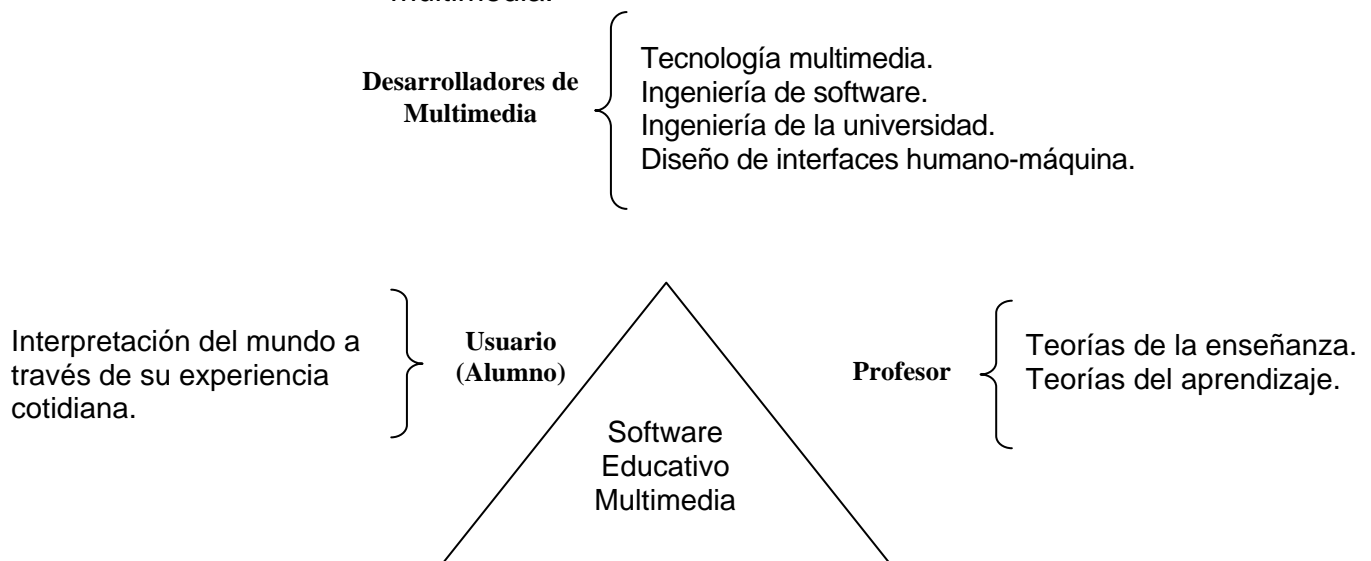 multimedia.
Desarrolladores de
Multimedia
Tecnología multimedia.
Ingeniería de software.
Ingeniería de la universidad.
Diseño de interfaces humano-máquina.
Interpretación del mundo a
través de su experiencia
cotidiana.
Usuario
(Alumno)
Profesor
Teorías de la enseñanza.
Teorías del aprendizaje.
Software
Educativo
Multimedia